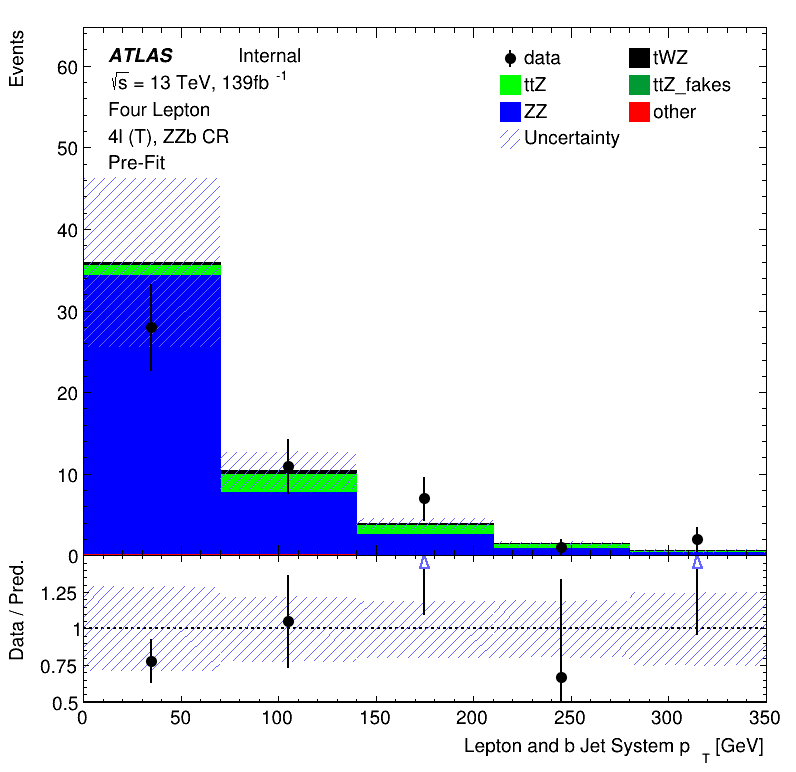 Events
ATLAS Internal
√s = 13 TeV, 139fb -1
Four Lepton
4l (T), ZZb CR
Pre-Fit
data tWZ
ttZ ttZ_fakes
ZZ other
Uncertainty
60
50
40
30
20
10
0
Data / Pred.
1.25
1
0.75
0.5
0 50 100 150 200 250 300 350
Lepton and b Jet System p T [GeV]